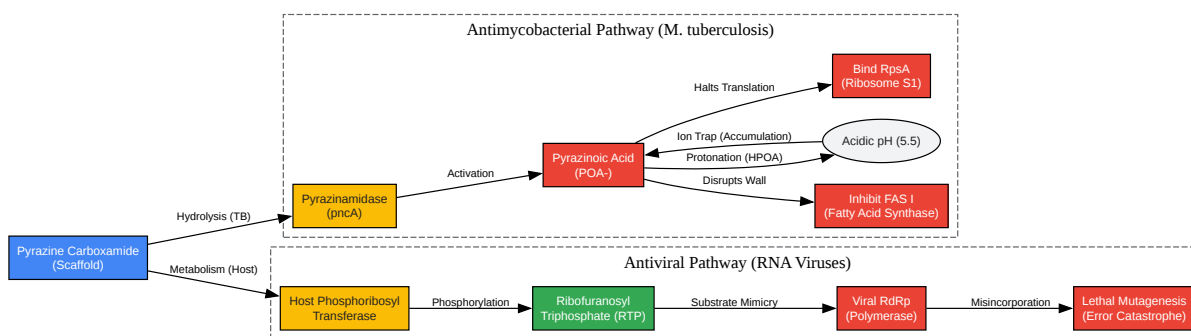 Antimycobacterial Pathway (M. tuberculosis)
Bind RpsA
(Ribosome S1)
Halts Translation
Ion Trap (Accumulation)
Acidic pH (5.5)
Pyrazinoic Acid
(POA-)
Protonation (HPOA)
Activation
Disrupts Wall
Pyrazinamidase
(pncA)
Inhibit FAS I
(Fatty Acid Synthase)
Hydrolysis (TB)
Pyrazine Carboxamide
(Scaffold)
Metabolism (Host)
Antiviral Pathway (RNA Viruses)
Host Phosphoribosyl
Transferase
Phosphorylation
Ribofuranosyl
Triphosphate (RTP)
Substrate Mimicry
Viral RdRp
(Polymerase)
Misincorporation
Lethal Mutagenesis
(Error Catastrophe)